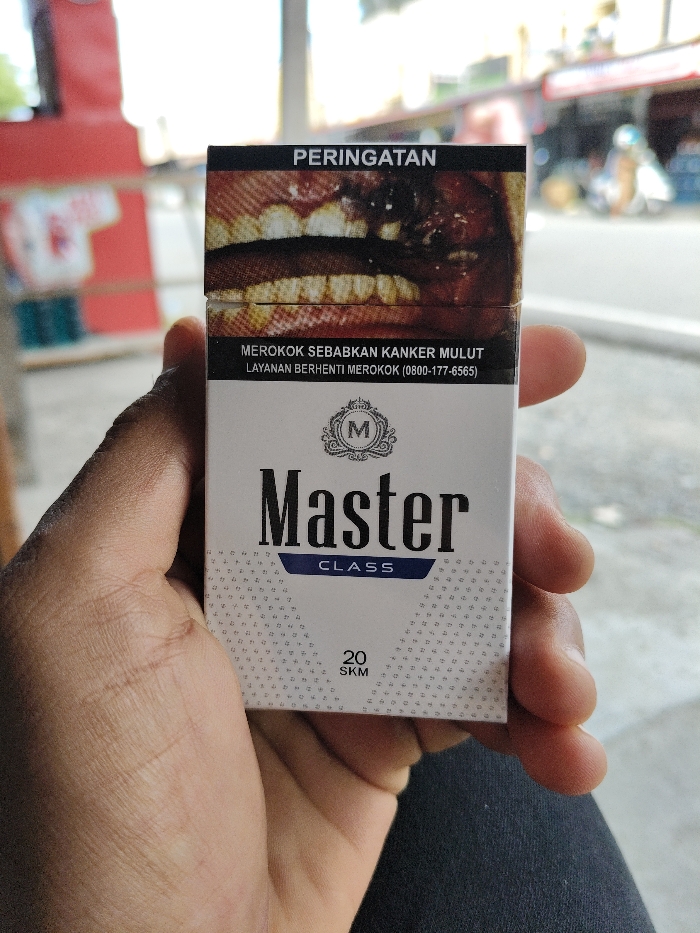 PERINGATAN
MEROKOK SEBABKAN KANKER MULUT
LAYANAN BERHENTI MEROKOK (0800-177-6565)
M
Master
CLASS
20
SKM